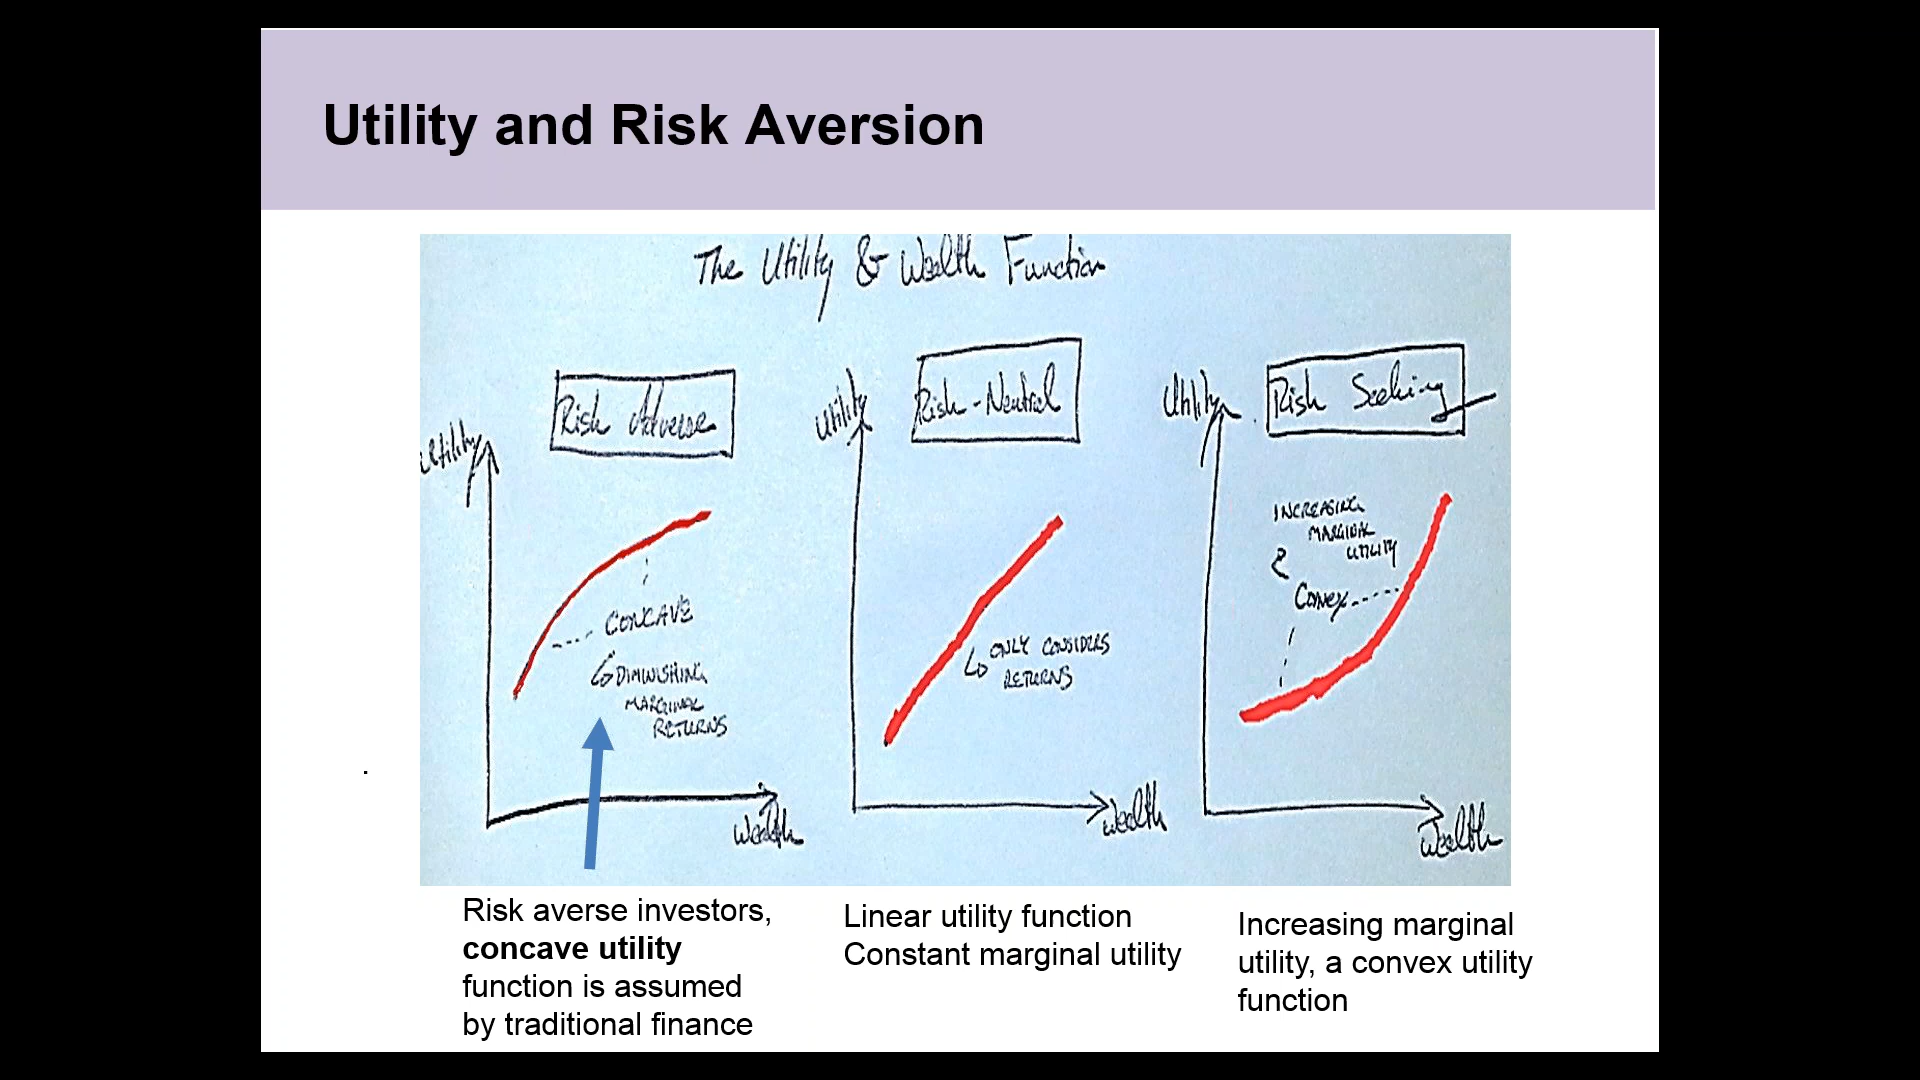 Utility and Risk Aversion
The Utility & Wealth Function
Risk Adverse
Risk-Neutral
Risk Seeking
Utility
Utility
Utility
CONCAVE
DIMINISHING
MARGINAL
RETURNS
Wealth
ONLY CONSIDERS
RETURNS
Wealth
INCREASING
MARGINAL
UTILITY
&
Convex
Wealth
.
Risk averse investors,
concave utility
function is assumed
by traditional finance
Linear utility function
Constant marginal utility
Increasing marginal
utility, a convex utility
function